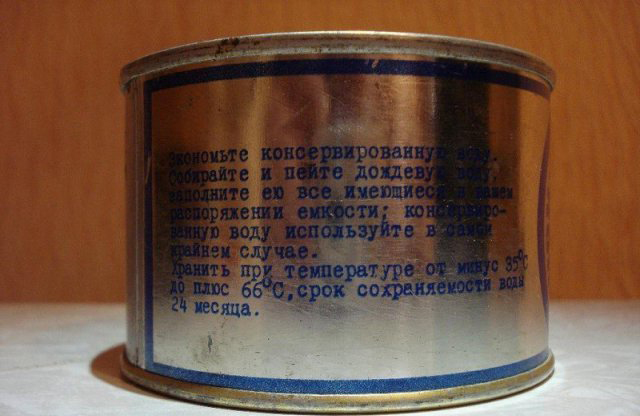 Экономьте консервированную воду.
Собирайте и пейте дождевую воду,
заполните ею все имеющиеся в вашем
распоряжении емкости; консервиро-
ванную воду используйте в самом
крайнем случае.
Хранить при температуре от минус 35°С
до плюс 66°С, срок сохраняемости воды
24 месяца.